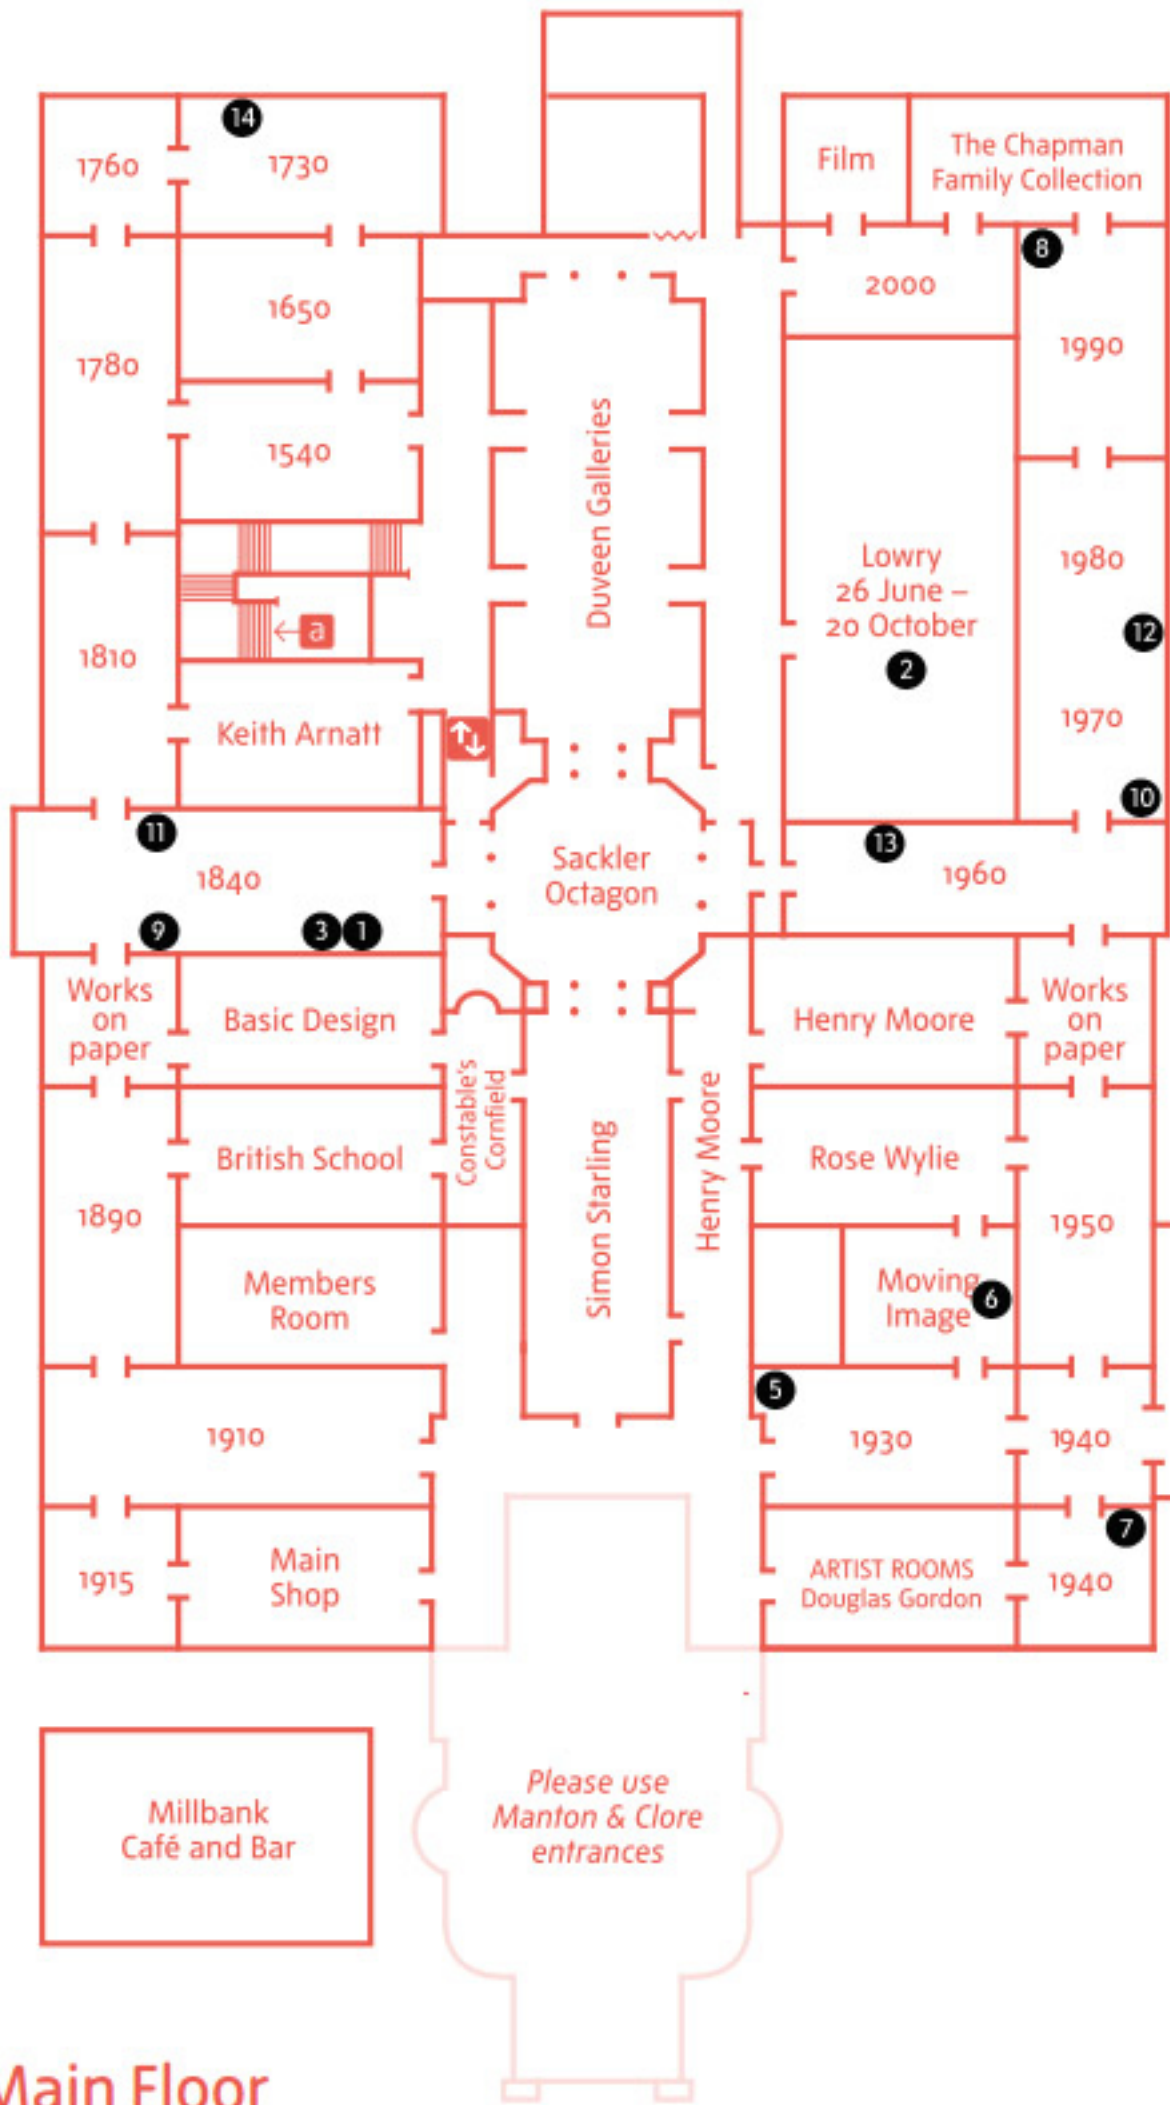 14
1760
1730
Film
The Chapman
Family Collection
8
2000
1650
1780
1990
1540
Duveen Galleries
Lowry
26 June –
20 October
2
1980
12
a
1810
Keith Arnatt
1970
10
11
1840
Sackler
Octagon
13
1960
9
3
1
Works
on
paper
Basic Design
Henry Moore
Works
on
paper
Constable's
Cornfield
British School
Simon Starling
Henry Moore
Rose Wylie
1890
1950
Members
Room
Moving
Image
6
5
1910
1930
1940
7
1915
Main
Shop
ARTIST ROOMS
Douglas Gordon
1940
Millbank
Café and Bar
Please use
Manton & Clore
entrances
Main Floor